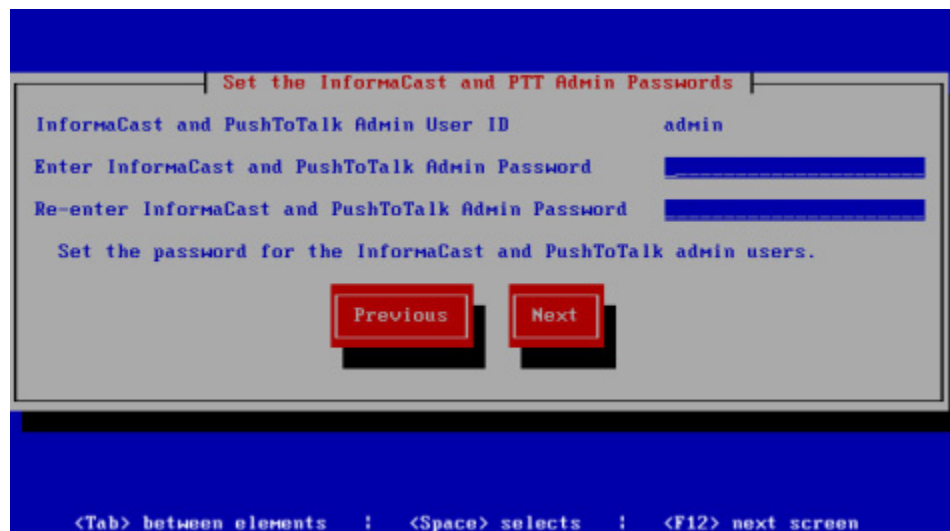 Set the InformaCast and PTT Admin Passwords
InformaCast and PushToTalk Admin User ID admin
Enter InformaCast and PushToTalk Admin Password
Re-enter InformaCast and PushToTalk Admin Password
Set the password for the InformaCast and PushToTalk admin users.
Previous Next
<Tab> between elements | <Space> selects | <F12> next screen